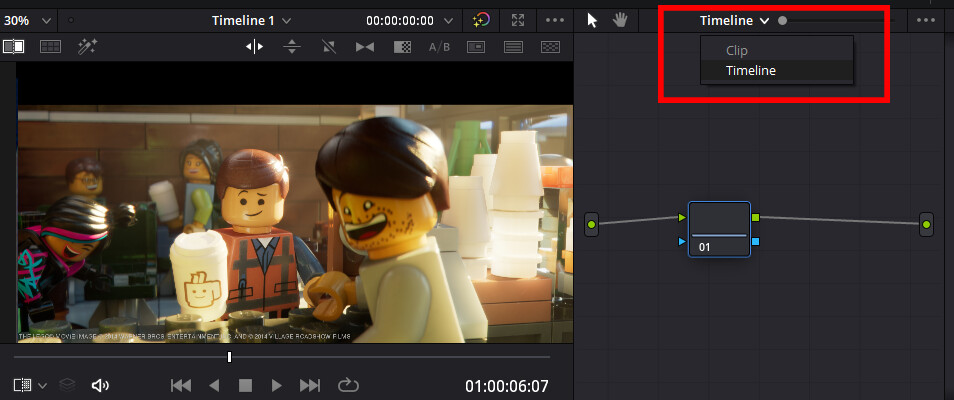 30%
Timeline 1
00:00:00:00
Timeline
Clip
Timeline
A/B
01
THE LEGO MOVIE IMAGE © 2014 WARNER BROS. ENTERTAINMENT INC. AND © 2014 VILLAGE ROADSHOW FILMS
01:00:06:07